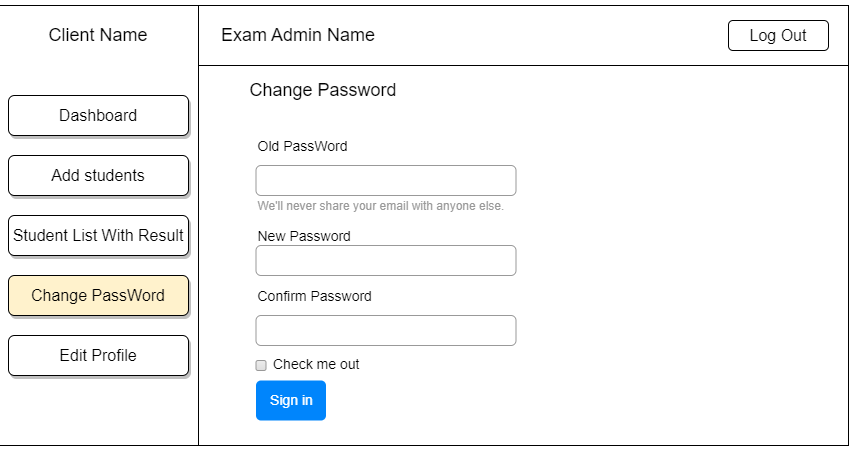 Client Name
Exam Admin Name
Log Out
Dashboard
Add students
Student List With Result
Change PassWord
Edit Profile
Change Password
Old PassWord
We'll never share your email with anyone else.
New Password
Confirm Password
Check me out
Sign in